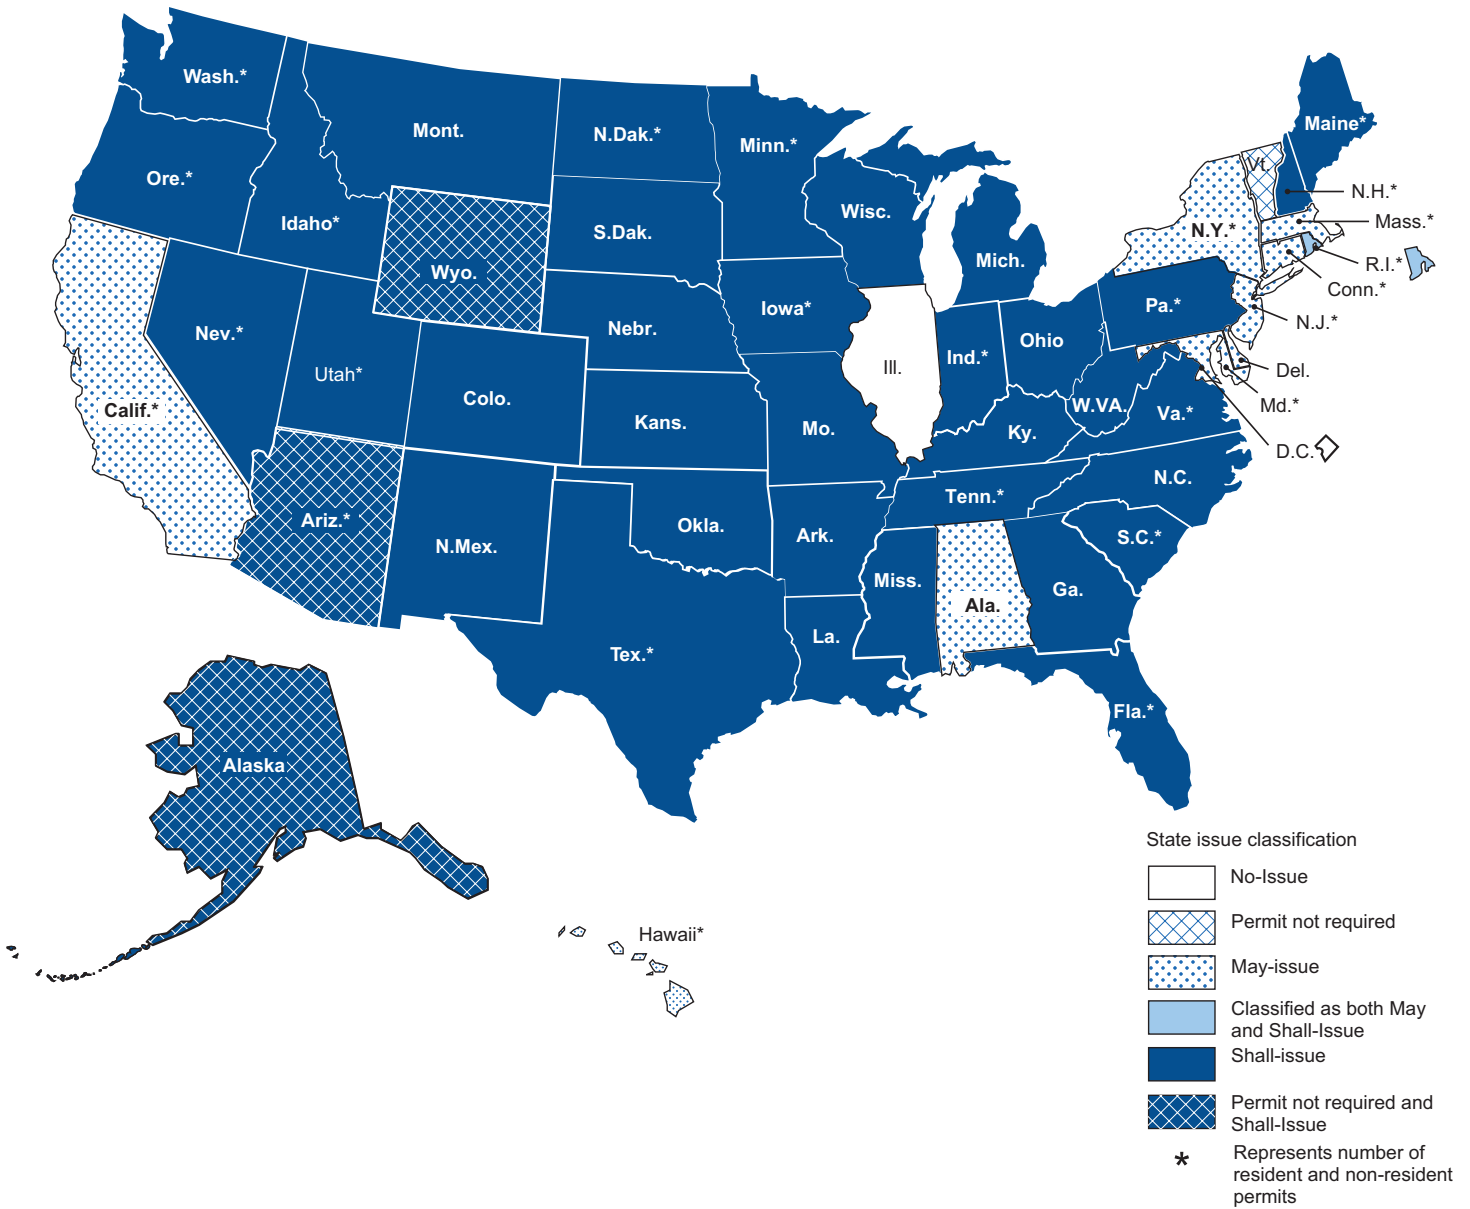 Wash.*
Mont.
N.Dak.*
Minn.*
Maine*
Ore.*
Idaho*
Vt.
N.H.*
Wisc.
Mass.*
S.Dak.
N.Y.*
Wyo.
Mich.
R.I.*
Conn.*
Iowa*
Pa.*
N.J.*
Nebr.
Nev.*
Ohio
Ind.*
Ill.
Utah*
Del.
Colo.
Md.*
W.VA.
Va.*
Calif.*
Kans.
Mo.
Ky.
D.C.
N.C.
Tenn.*
Ariz.*
Okla.
Ark.
S.C.*
N.Mex.
Miss.
Ga.
Ala.
La.
Tex.*
Fla.*
Alaska
Hawaii*
State issue classification
No-Issue
Permit not required
May-issue
Classified as both May
and Shall-Issue
Shall-issue
Permit not required and
Shall-Issue
* Represents number of
resident and non-resident
permits